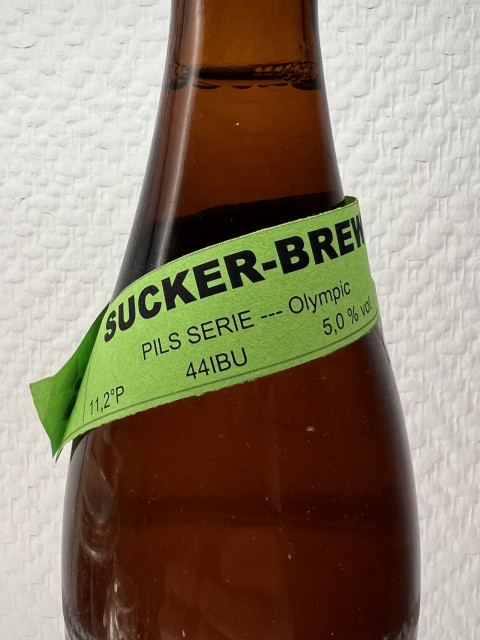 SUCKER-BREW
PILS SERIE --- Olympic
44IBU 5,0 % vol.
11,2°P